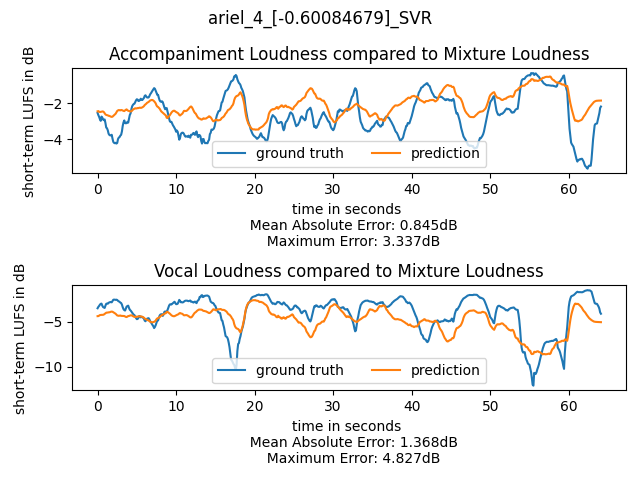 ariel_4_[-0.60084679]_SVR
Accompaniment Loudness compared to Mixture Loudness
short-term LUFS in dB
−2
−4
ground truth
prediction
0 10 20 30 40 50 60
time in seconds
Mean Absolute Error: 0.845dB
Maximum Error: 3.337dB
Vocal Loudness compared to Mixture Loudness
short-term LUFS in dB
−5
−10
ground truth
prediction
0 10 20 30 40 50 60
time in seconds
Mean Absolute Error: 1.368dB
Maximum Error: 4.827dB